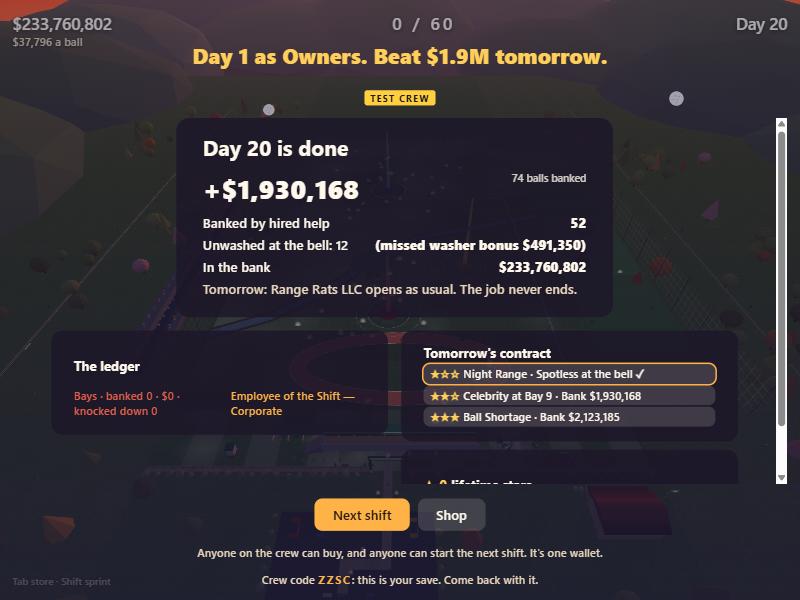 $233,760,802
0 / 60
Day 20
$37,796 a ball
Day 1 as Owners. Beat $1.9M tomorrow.
TEST CREW
Day 20 is done
+$1,930,168
74 balls banked
Banked by hired help 52
Unwashed at the bell: 12 (missed washer bonus $491,350)
In the bank $233,760,802
Tomorrow: Range Rats LLC opens as usual. The job never ends.
The ledger
Bays · banked 0 · $0 ·
knocked down 0
Employee of the Shift —
Corporate
Tomorrow's contract
★☆☆ Night Range · Spotless at the bell ✓
★★☆ Celebrity at Bay 9 · Bank $1,930,168
★★★ Ball Shortage · Bank $2,123,185
★ 0 lifetime stars
Next shift
Shop
Anyone on the crew can buy, and anyone can start the next shift. It's one wallet.
Crew code ZZSC: this is your save. Come back with it.
Tab store · Shift sprint